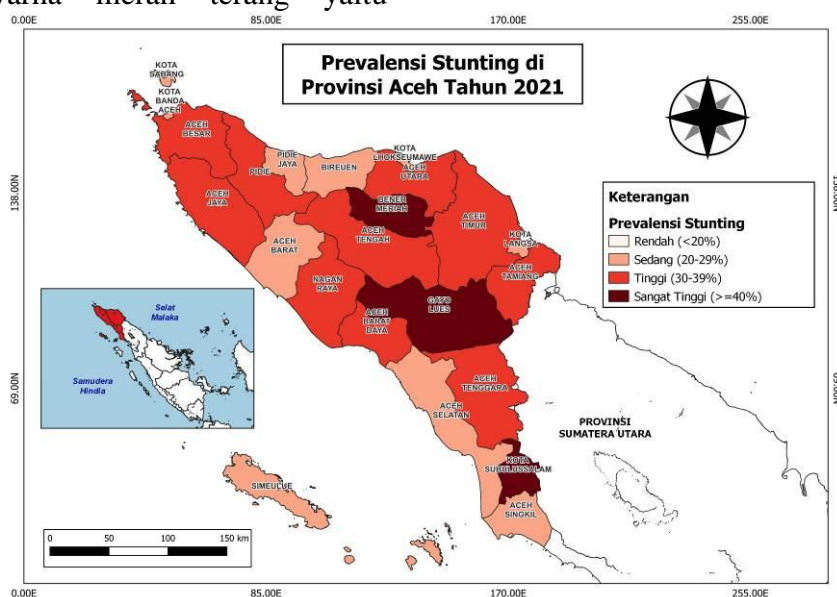 warna merah terang yaitu
0.00E 85.00E 170.00E 255.00E
Prevalensi Stunting di
Provinsi Aceh Tahun 2021
KOTA
SABANG
KOTA
BANDA
ACEH
ACEH
BESAR
PIDIE
PIDIE
JAYA
BIREUEN
KOTA
LHOKSEUMAWE
ACEH
UTARA
ACEH
JAYA
BENER
MERIAH
ACEH
TIMUR
ACEH
BARAT
ACEH
TENGAH
KOTA
LANGSA
ACEH
TAMIANG
NAGAN
RAYA
GAYO
LUES
ACEH
BARAT
DAYA
ACEH
TENGGARA
ACEH
SELATAN
KOTA
SUBULUSSALAM
ACEH
SINGKIL
SIMEULUE
PROVINSI
SUMATERA UTARA
138.00N
69.00N
138.00N
69.00N
Keterangan
Prevalensi Stunting
Rendah (<20%)
Sedang (20-29%)
Tinggi (30-39%)
Sangat Tinggi (>=40%)
Selat
Malaka
Samudera
Hindia
0 50 100 150 km
0.00E 85.00E 170.00E 255.00E